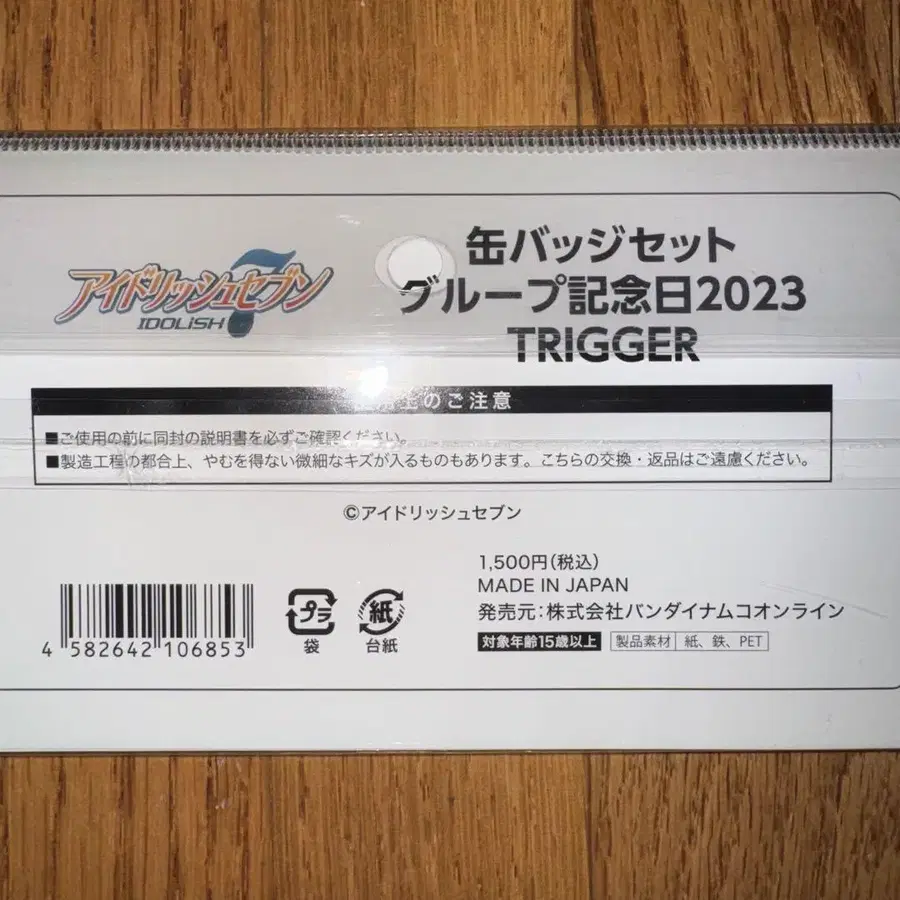 アイドリッシュセブン
7
IDOLiSH
缶バッジセット
グループ記念日2023
TRIGGER
上のご注意
■ご使用の前に同封の説明書を必ずご確認ください。
■製造工程の都合上、やむを得ない微細なキズが入るものもあります。こちらの交換・返品はご遠慮ください。
©アイドリッシュセブン
1,500円(税込)
MADE IN JAPAN
発売元:株式会社バンダイナムコオンライン
対象年齢15歳以上 製品素材 紙、鉄、PET
4 582642 106853
プラ
袋
紙
台紙